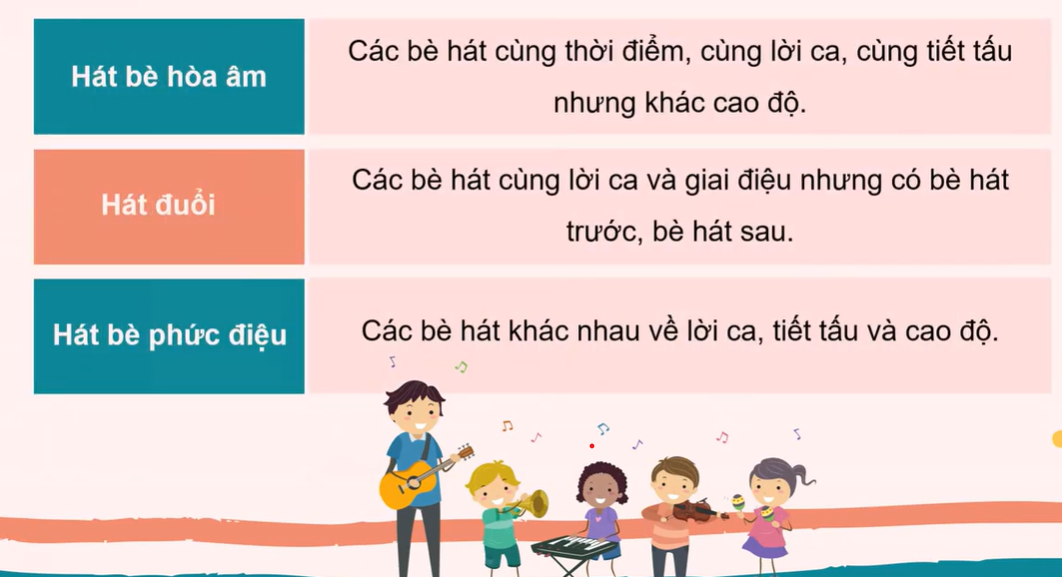 Hát bè hòa âm
Các bè hát cùng thời điểm, cùng lời ca, cùng tiết tấu
nhưng khác cao độ.
Hát đuổi
Các bè hát cùng lời ca và giai điệu nhưng có bè hát
trước, bè hát sau.
Hát bè phức điệu
Các bè hát khác nhau về lời ca, tiết tấu và cao độ.